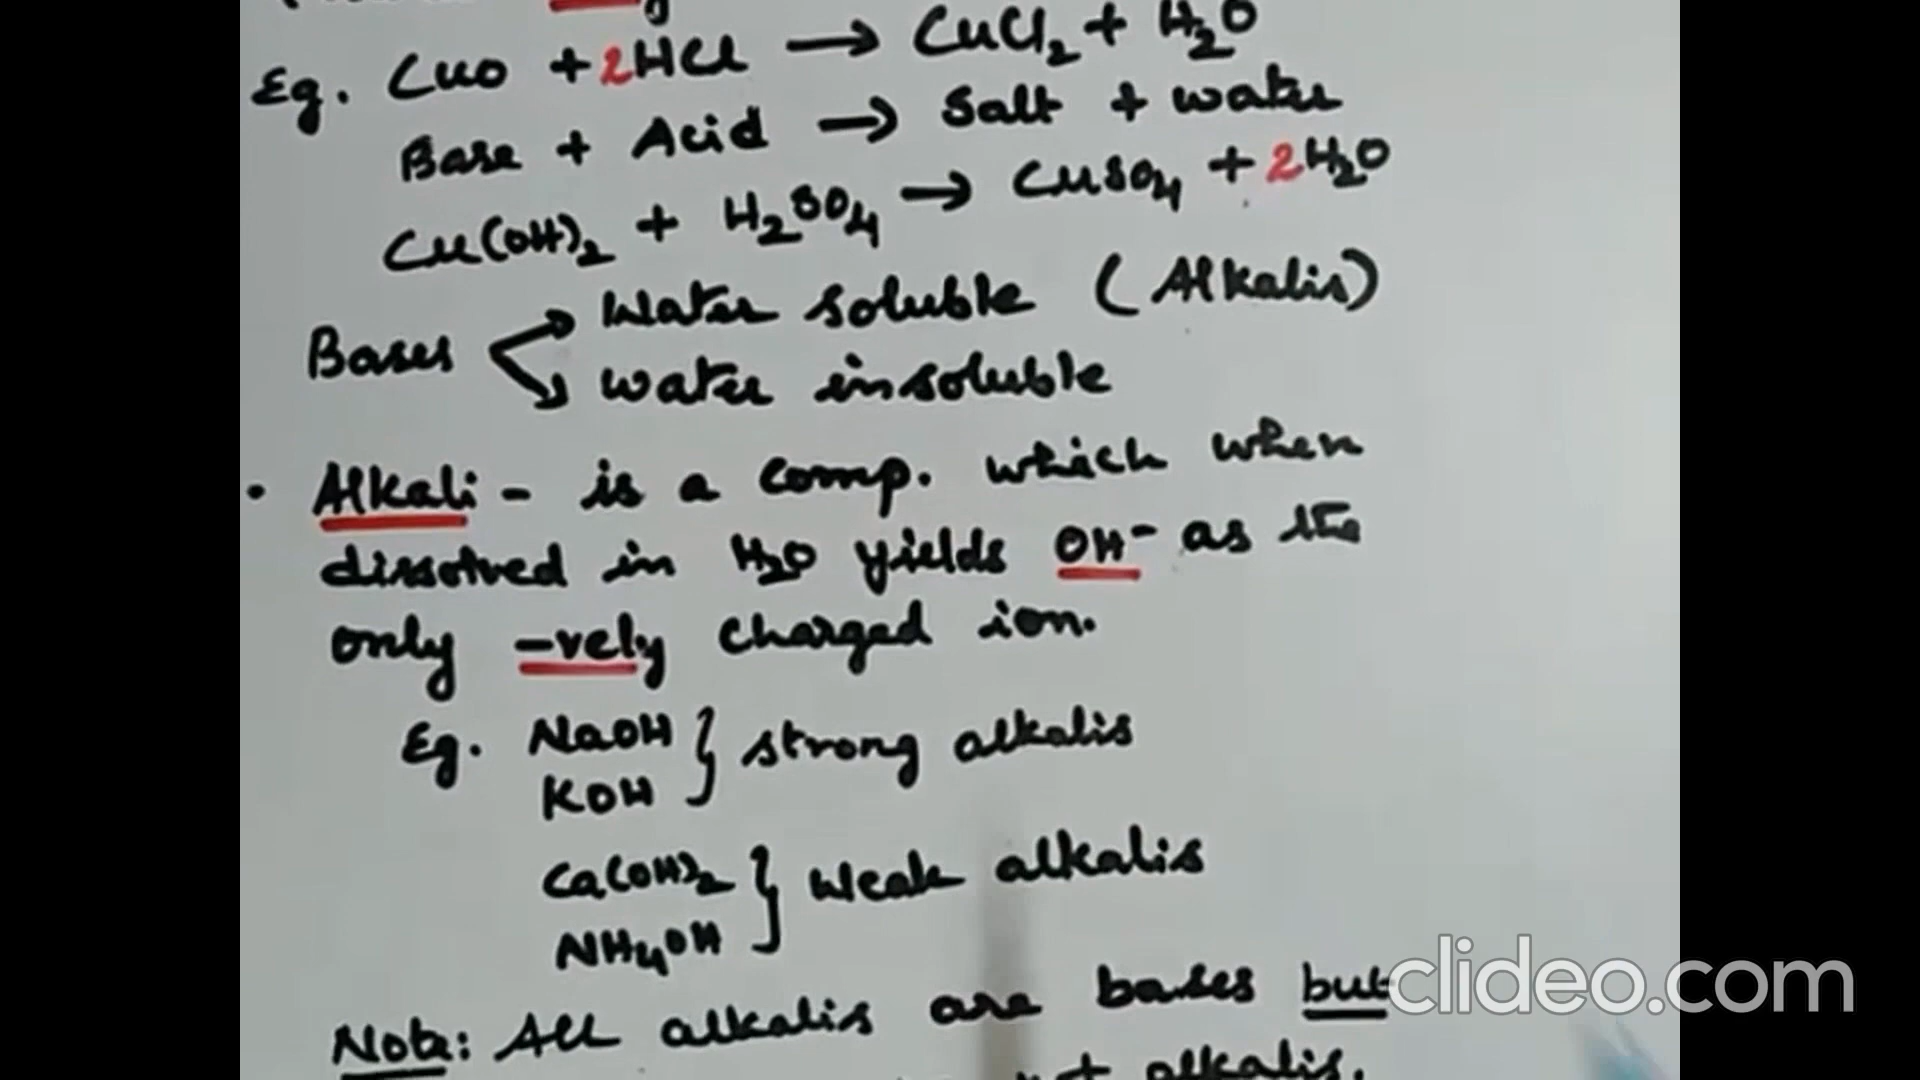 Eg. CuO + 2HCl → CuCl2 + H2O
Base + Acid → Salt + water
Cu(OH)2 + H2SO4 → CuSO4 + 2H2O
Bases
Water soluble (Alkalis)
Water insoluble
• Alkali - is a comp. which when
dissolved in H2O yields OH- as the
only -vely charged ion.
Eg. NaOH } strong alkalis
KOH
Ca(OH)2 } Weak alkalis
NH4OH
Note: All alkalis are bases but
alkalis.
clideo.com